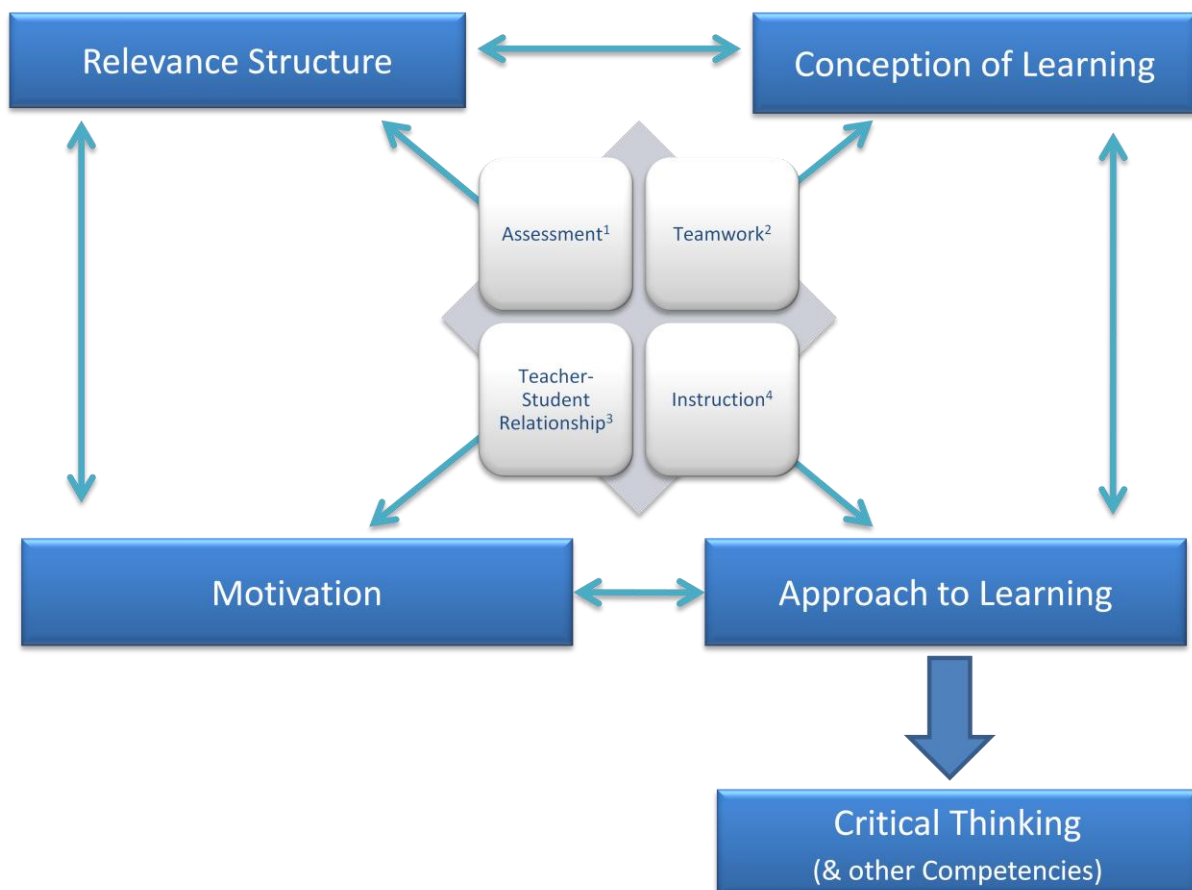 Relevance Structure
Conception of Learning
Assessment¹
Teamwork²
Teacher-
Student
Relationship³
Instruction⁴
Motivation
Approach to Learning
Critical Thinking
(& other Competencies)